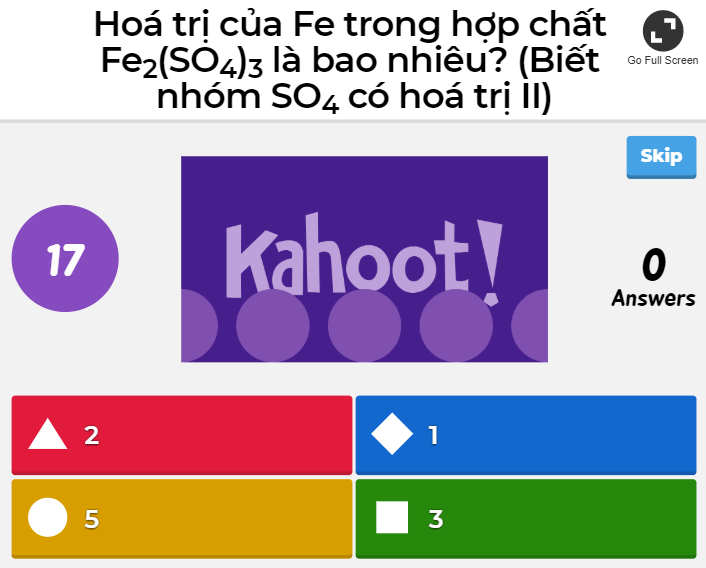 Hoá trị của Fe trong hợp chất
Fe₂(SO₄)₃ là bao nhiêu? (Biết
nhóm SO₄ có hoá trị II)
Go Full Screen
Skip
17
Kahoot!
0
Answers
2
1
5
3